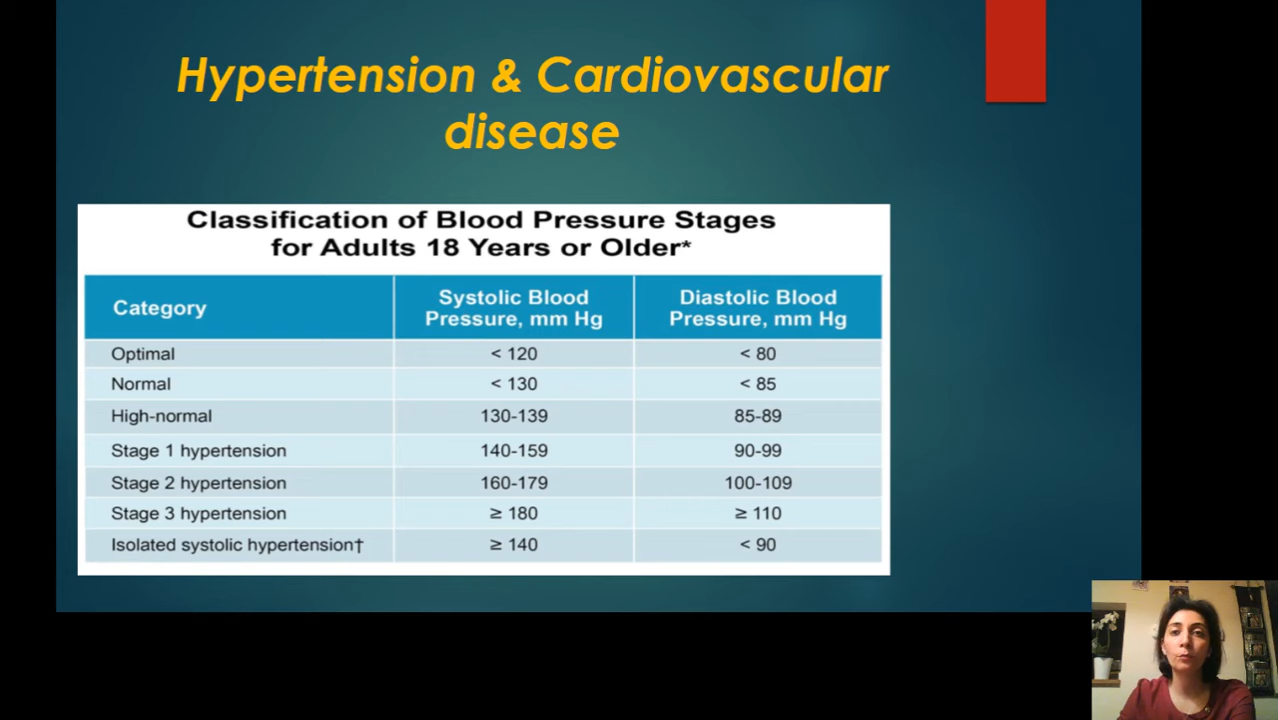 Hypertension & Cardiovascular
disease
Classification of Blood Pressure Stages
for Adults 18 Years or Older*
Category
Systolic Blood
Pressure, mm Hg
Diastolic Blood
Pressure, mm Hg
Optimal < 120 < 80
Normal < 130 < 85
High-normal 130-139 85-89
Stage 1 hypertension 140-159 90-99
Stage 2 hypertension 160-179 100-109
Stage 3 hypertension ≥ 180 ≥ 110
Isolated systolic hypertension† ≥ 140 < 90